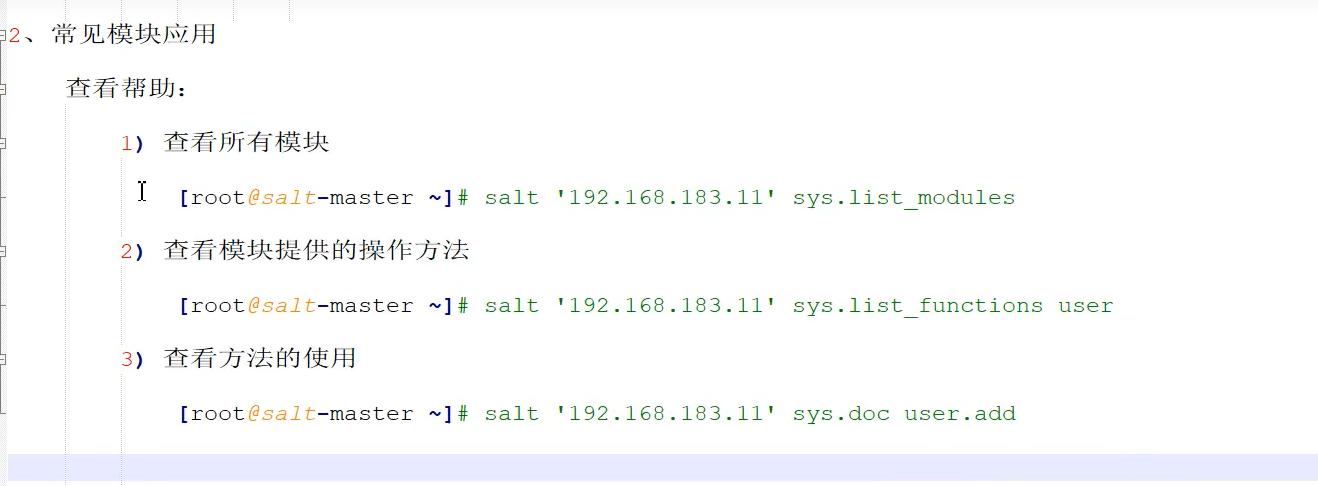 2、常见模块应用
查看帮助:
1) 查看所有模块
[root@salt-master ~]# salt '192.168.183.11' sys.list_modules
2) 查看模块提供的操作方法
[root@salt-master ~]# salt '192.168.183.11' sys.list_functions user
3) 查看方法的使用
[root@salt-master ~]# salt '192.168.183.11' sys.doc user.add